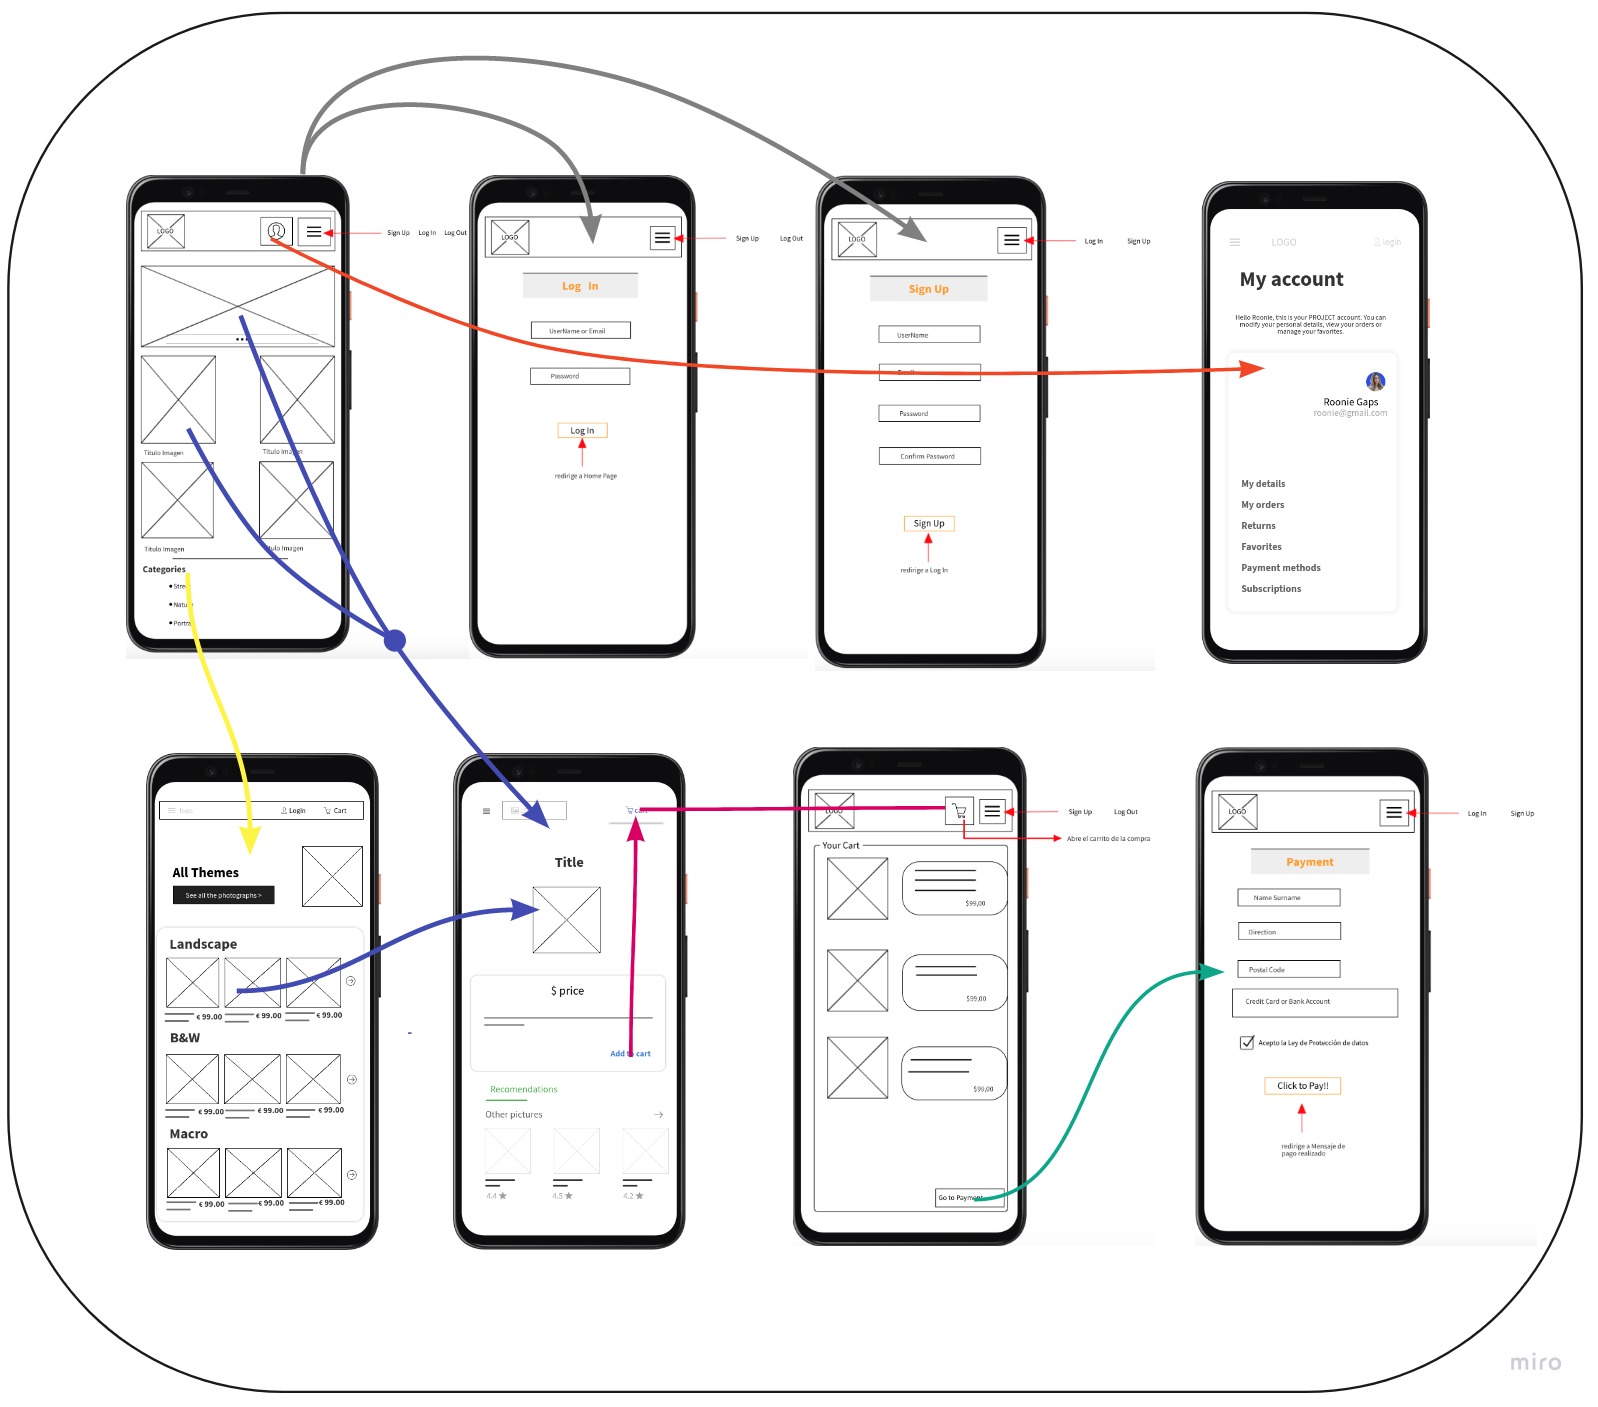 LOGO
Sign Up Log In Log Out
Titulo Imagen
Titulo Imagen
Titulo Imagen
Titulo Imagen
Categories
Street
Nature
Portra
LOGO
Sign Up Log Out
Log In
UserName or Email
Password
Log In
redirige a Home Page
LOGO
Log In Sign Up
Sign Up
UserName
Email
Password
Confirm Password
Sign Up
redirige a Log In
LOGO login
My account
Hello Roonie, this is your PROJECT account. You can
modify your personal details, view your orders or
manage your favorites.
Roonie Gaps
roonie@gmail.com
My details
My orders
Returns
Favorites
Payment methods
Subscriptions
logo Login Cart
All Themes
See all the photographs >
Landscape
€ 99.00 € 99.00 € 99.00
B&W
€ 99.00 € 99.00 € 99.00
Macro
€ 99.00 € 99.00 € 99.00
Cart
Title
$ price
Add to cart
Recomendations
Other pictures
4.4 4.5 4.2
LOGO
Sign Up Log Out
Abre el carrito de la compra
Your Cart
$99,00
$99,00
$99,00
Go to Payment
LOGO
Log In Sign Up
Payment
Name Surname
Direction
Postal Code
Credit Card or Bank Account
Acepto la Ley de Protección de datos
Click to Pay!!
redirige a Mensaje de
pago realizado
miro